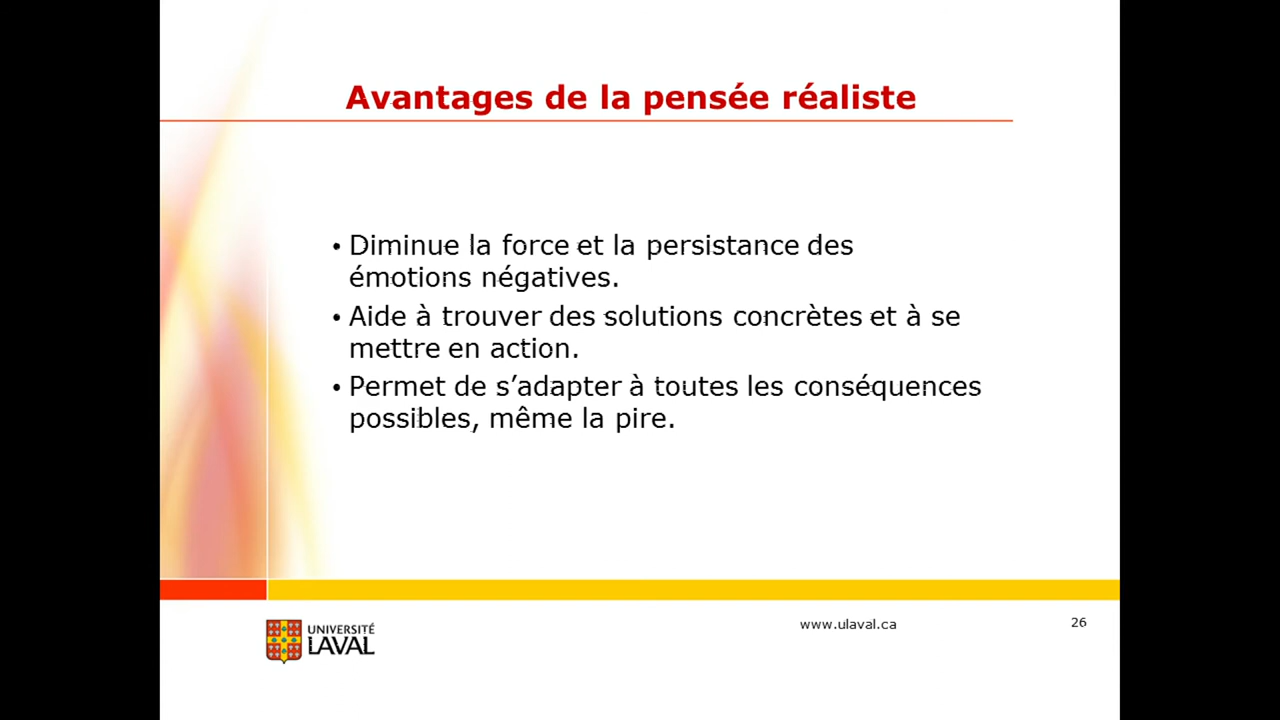 Avantages de la pensée réaliste
• Diminue la force et la persistance des
émotions négatives.
• Aide à trouver des solutions concrètes et à se
mettre en action.
• Permet de s’adapter à toutes les conséquences
possibles, même la pire.
UNIVERSITÉ
LAVAL
www.ulaval.ca
26